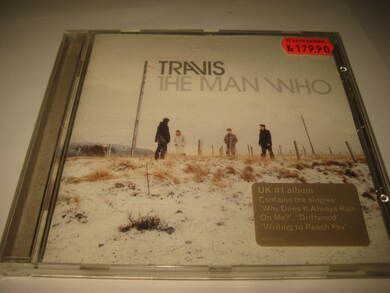 179.90
TRAVIS
THE MAN WHO
UK #1 album
Contains the singles:
"Why Does It Always Rain
On Me?", "Driftwood",
"Writing to Reach You"